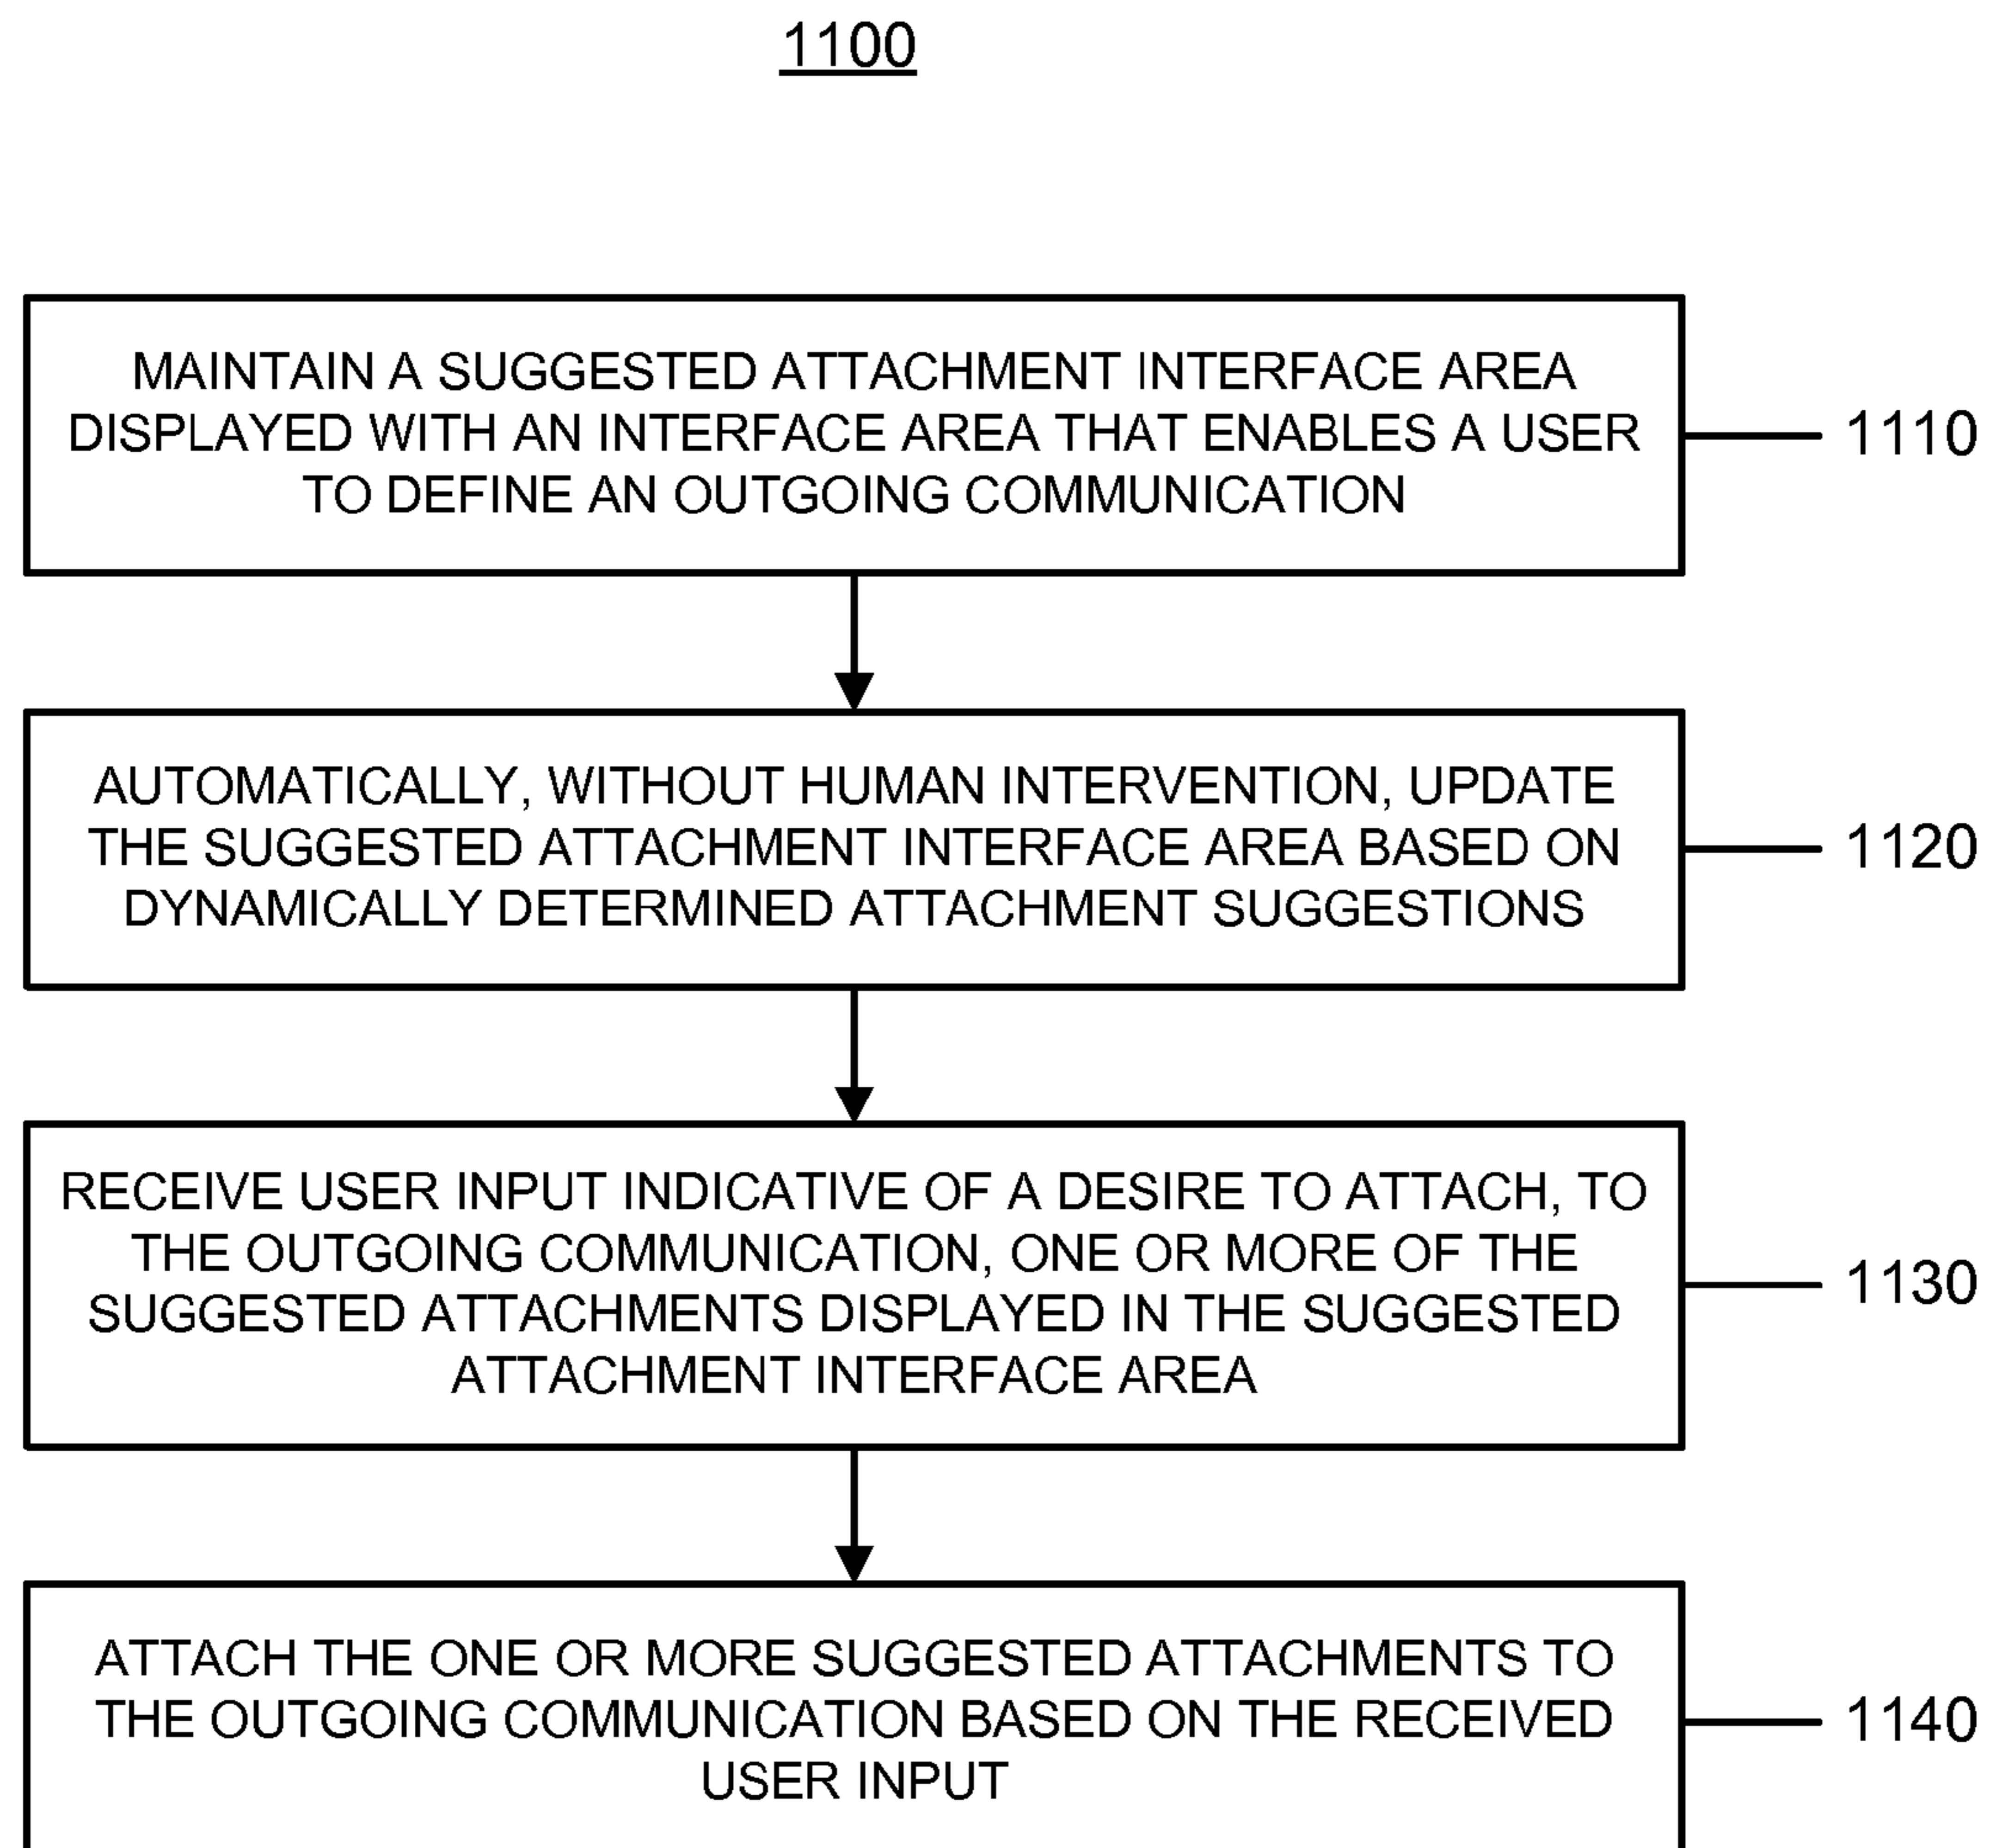 1100
MAINTAIN A SUGGESTED ATTACHMENT INTERFACE AREA
DISPLAYED WITH AN INTERFACE AREA THAT ENABLES A USER
TO DEFINE AN OUTGOING COMMUNICATION
1110
AUTOMATICALLY, WITHOUT HUMAN INTERVENTION, UPDATE
THE SUGGESTED ATTACHMENT INTERFACE AREA BASED ON
DYNAMICALLY DETERMINED ATTACHMENT SUGGESTIONS
1120
RECEIVE USER INPUT INDICATIVE OF A DESIRE TO ATTACH, TO
THE OUTGOING COMMUNICATION, ONE OR MORE OF THE
SUGGESTED ATTACHMENTS DISPLAYED IN THE SUGGESTED
ATTACHMENT INTERFACE AREA
1130
ATTACH THE ONE OR MORE SUGGESTED ATTACHMENTS TO
THE OUTGOING COMMUNICATION BASED ON THE RECEIVED
USER INPUT
1140